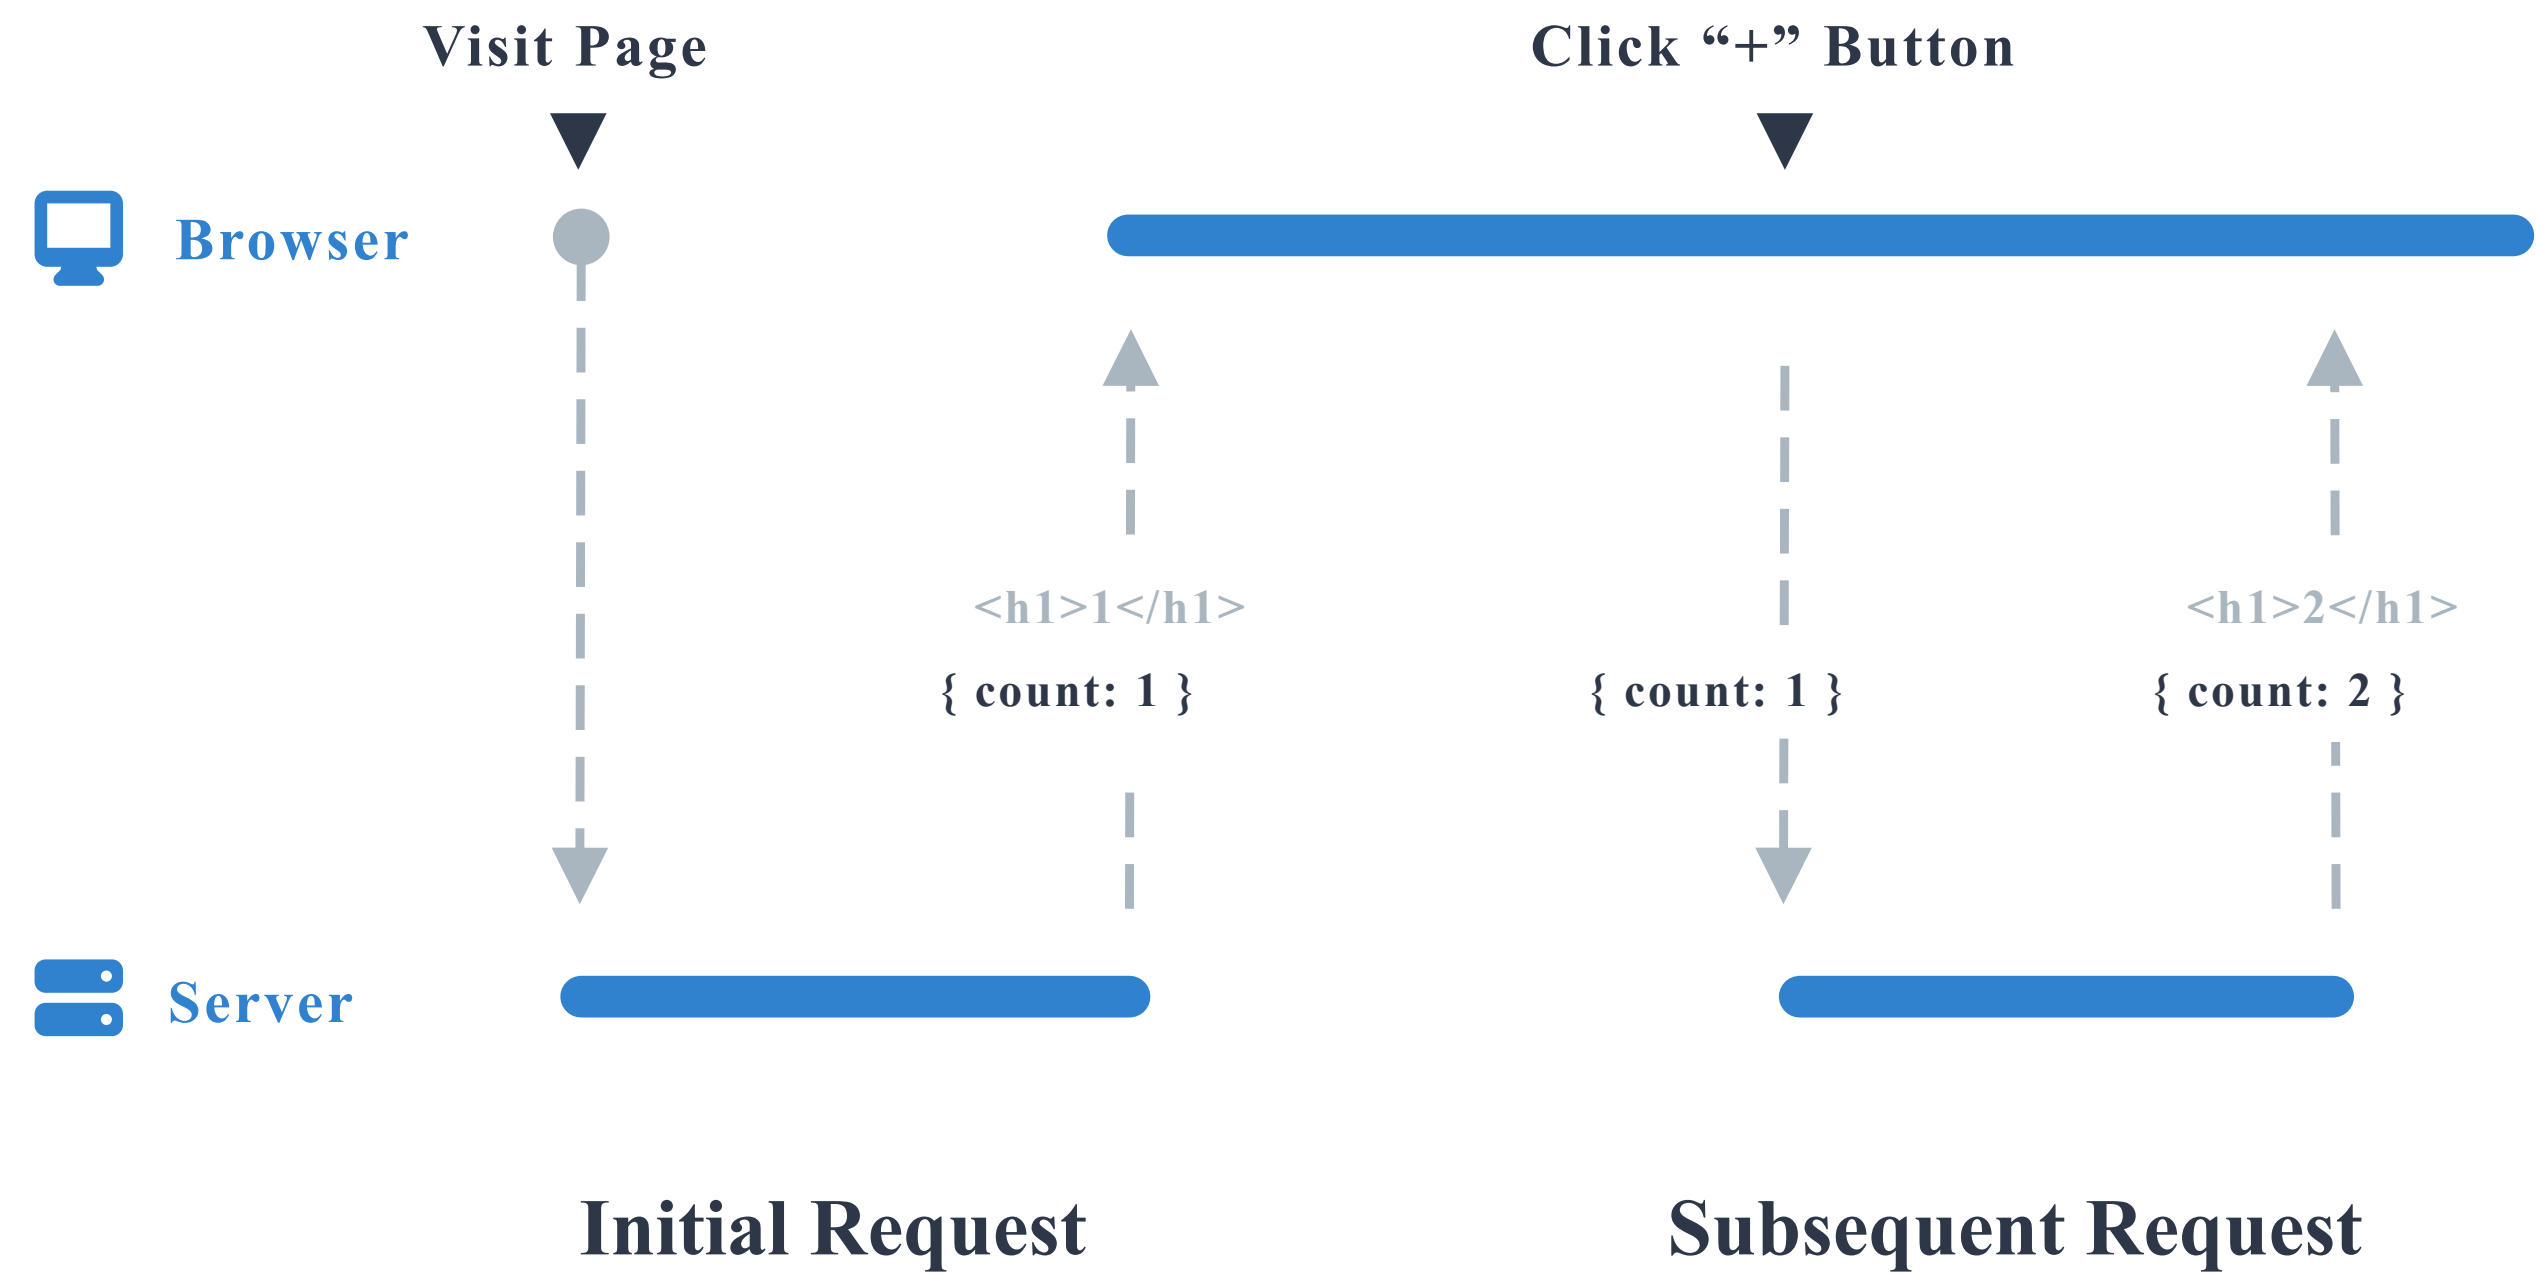 Visit Page
Click “+” Button
Browser
<h1>1</h1>
<h1>2</h1>
{ count: 1 }
{ count: 1 }
{ count: 2 }
Server
Initial Request
Subsequent Request